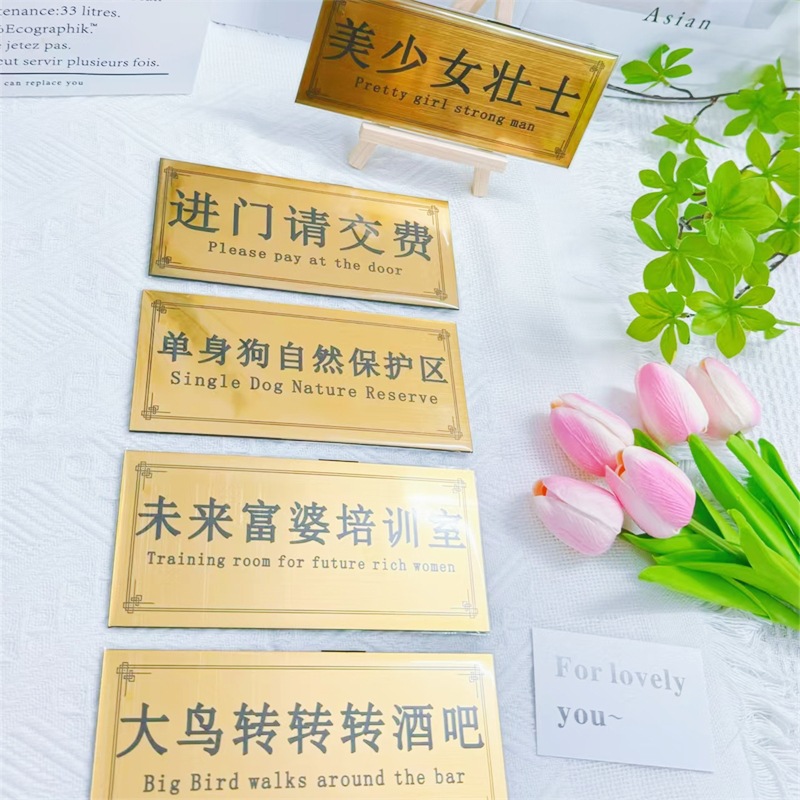 tenance:33 litres.
%Ecographik.®
e jetez pas.
eut servir plusieurs fois.
can replace you
Asian
美少女壮士
Pretty girl strong man
进门请交费
Please pay at the door
单身狗自然保护区
Single Dog Nature Reserve
未来富婆培训室
Training room for future rich women
大鸟转转转酒吧
Big Bird walks around the bar
For lovely
you~